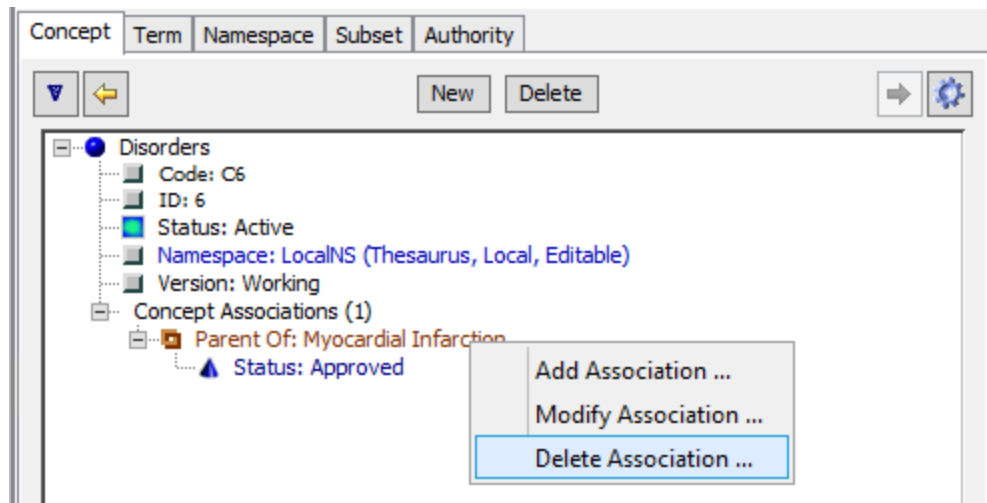 Concept Term Namespace Subset Authority
New Delete
Disorders
Code: C6
ID: 6
Status: Active
Namespace: LocalNS (Thesaurus, Local, Editable)
Version: Working
Concept Associations (1)
Parent Of: Myocardial Infarction
Status: Approved
Add Association ...
Modify Association ...
Delete Association ...